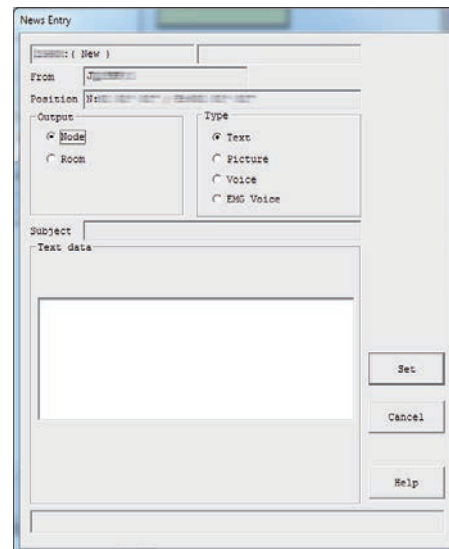 News Entry
: ( New )
From J
Position N:
Output
Node
Room
Type
Text
Picture
Voice
EMG Voice
Subject
Text data
Set
Cancel
Help